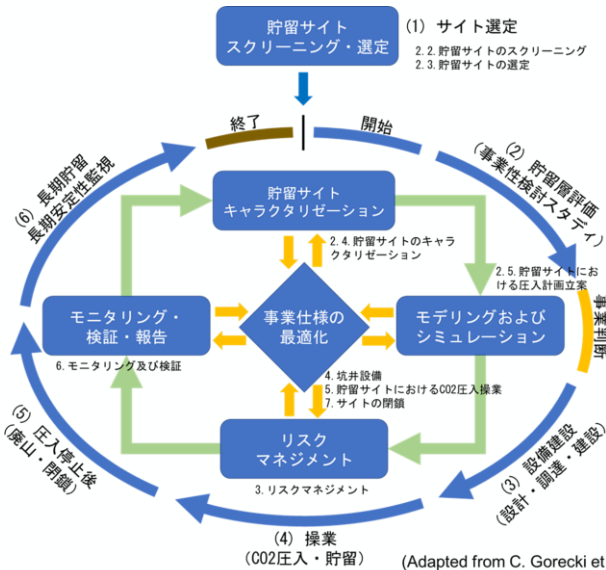 貯留サイト
スクリーニング・選定
(1) サイト選定
2.2.貯留サイトのスクリーニング
2.3.貯留サイトの選定
終了
開始
(2) 貯留層評価
(事業性検討スタディ)
(6) 長期貯留
長期安定性監視
貯留サイト
キャラクタリゼーション
2.4.貯留サイトのキャラ
クタリゼーション
2.5.貯留サイトにお
ける圧入計画立案
事業判断
モニタリング・
検証・報告
事業仕様の
最適化
モデリングおよび
シミュレーション
6.モニタリング及び検証
4. 坑井設備
5. 貯留サイトにおけるCO2圧入操業
7. サイトの閉鎖
リスク
マネジメント
3.リスクマネジメント
(5) 圧入停止後
(廃山・閉鎖)
(3) 設備建設
(設計・調達・建設)
(4) 操業
(CO2圧入・貯留)
(Adapted from C. Gorecki et